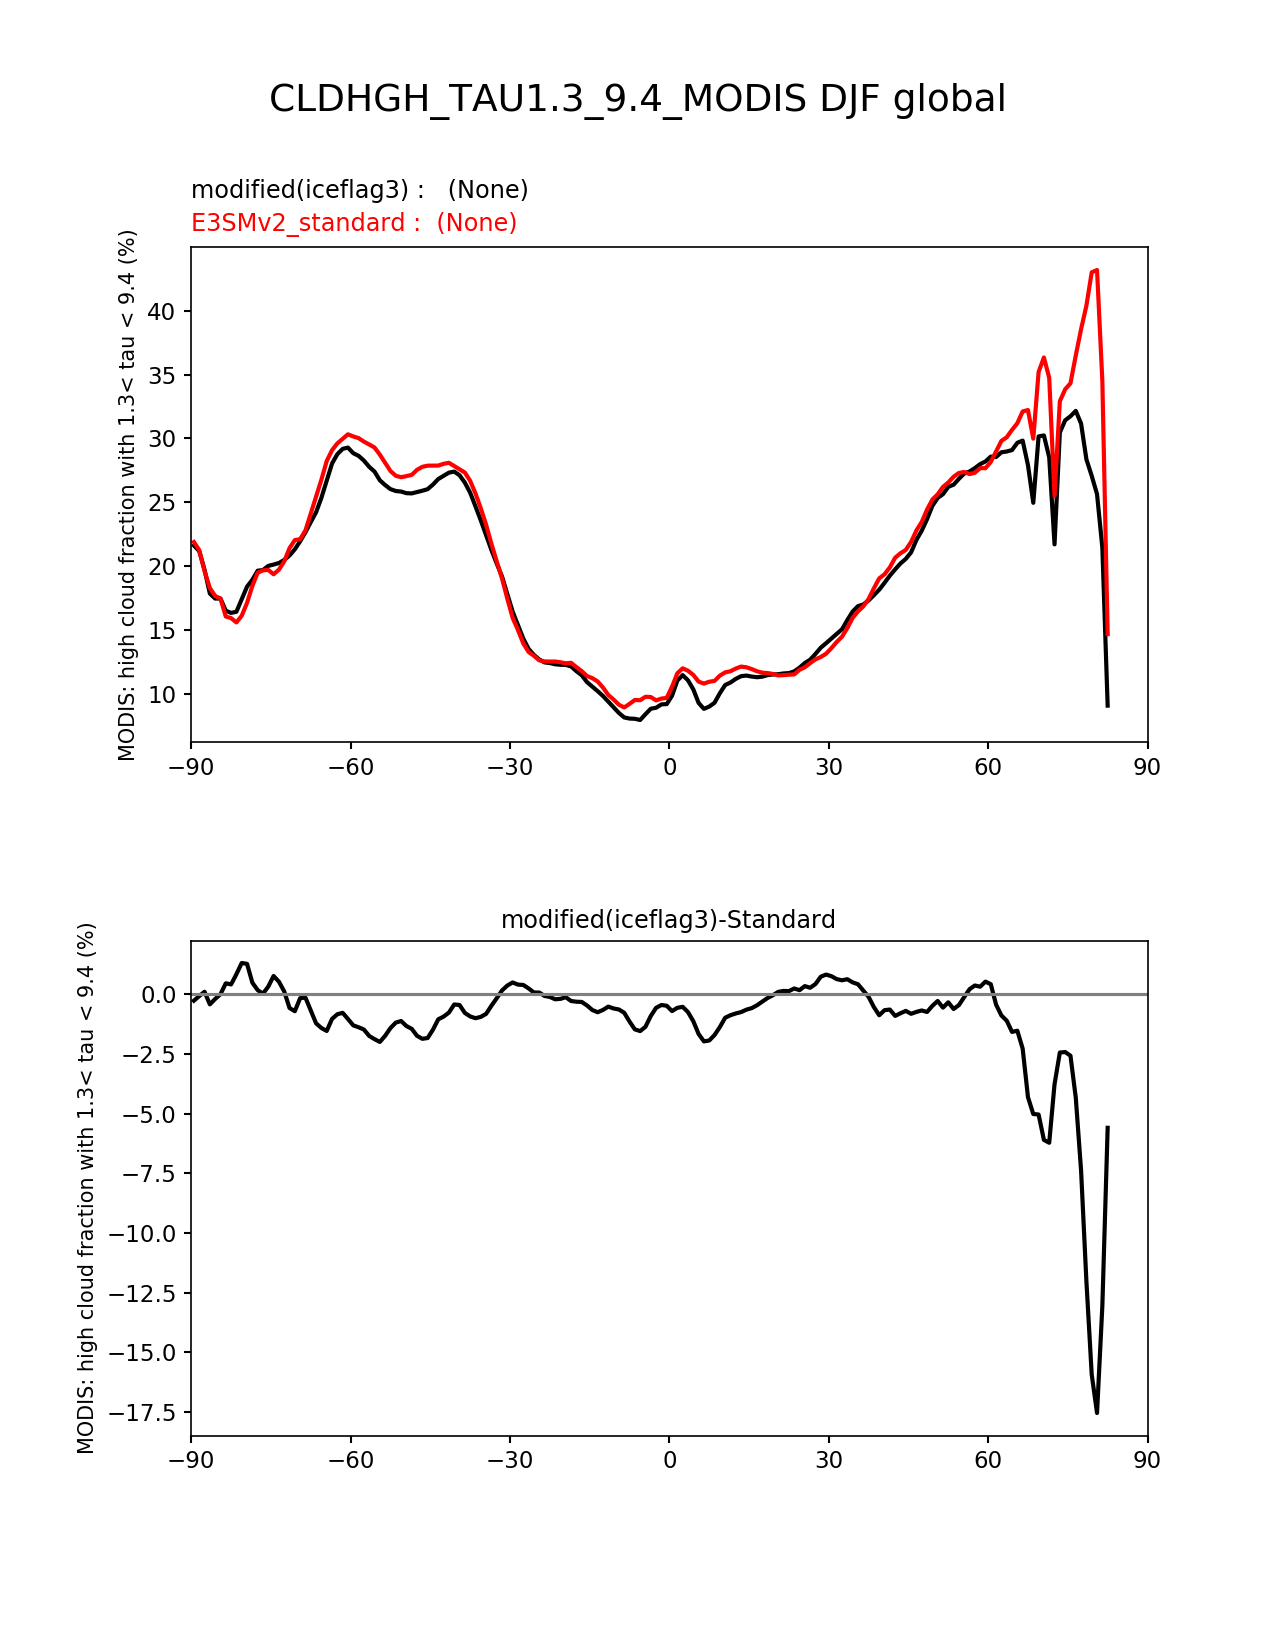 CLDHGH_TAU1.3_9.4_MODIS DJF global
modified(iceflag3) :   (None)
E3SMv2_standard :  (None)
MODIS: high cloud fraction with 1.3< tau < 9.4 (%)
40
35
30
25
20
15
10
−90 −60 −30 0 30 60 90
modified(iceflag3)-Standard
MODIS: high cloud fraction with 1.3< tau < 9.4 (%)
0.0
−2.5
−5.0
−7.5
−10.0
−12.5
−15.0
−17.5
−90 −60 −30 0 30 60 90